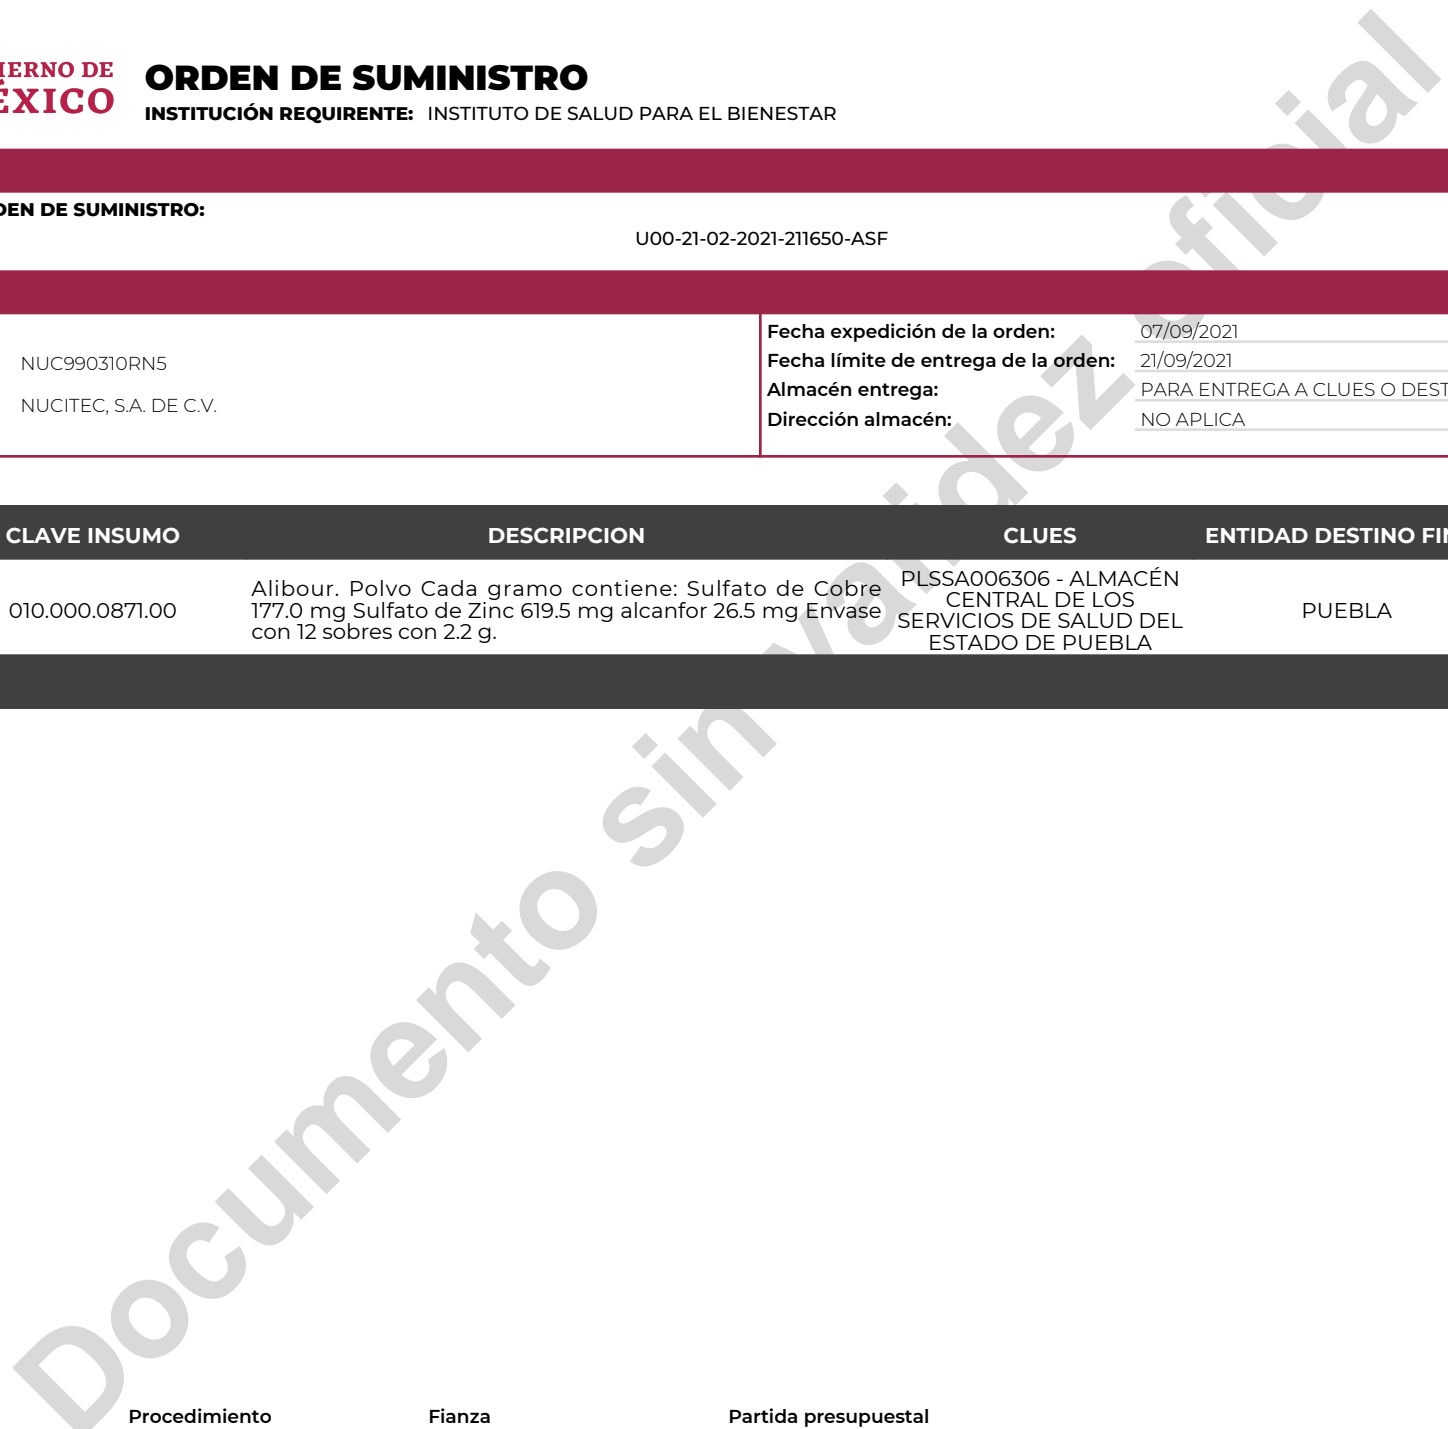 IERNO DE
ÉXICO
ORDEN DE SUMINISTRO
INSTITUCIÓN REQUIRENTE: INSTITUTO DE SALUD PARA EL BIENESTAR
DEN DE SUMINISTRO:
U00-21-02-2021-211650-ASF
NUC990310RN5
NUCITEC, S.A. DE C.V.
Fecha expedición de la orden: 07/09/2021
Fecha límite de entrega de la orden: 21/09/2021
Almacén entrega: PARA ENTREGA A CLUES O DEST
Dirección almacén: NO APLICA
CLAVE INSUMO DESCRIPCION CLUES ENTIDAD DESTINO FIN
010.000.0871.00
Alibour. Polvo Cada gramo contiene: Sulfato de Cobre
177.0 mg Sulfato de Zinc 619.5 mg alcanfor 26.5 mg Envase
con 12 sobres con 2.2 g.
PLSSA006306 - ALMACÉN
CENTRAL DE LOS
SERVICIOS DE SALUD DEL
ESTADO DE PUEBLA
PUEBLA
Documento sin validez oficial
Procedimiento Fianza Partida presupuestal